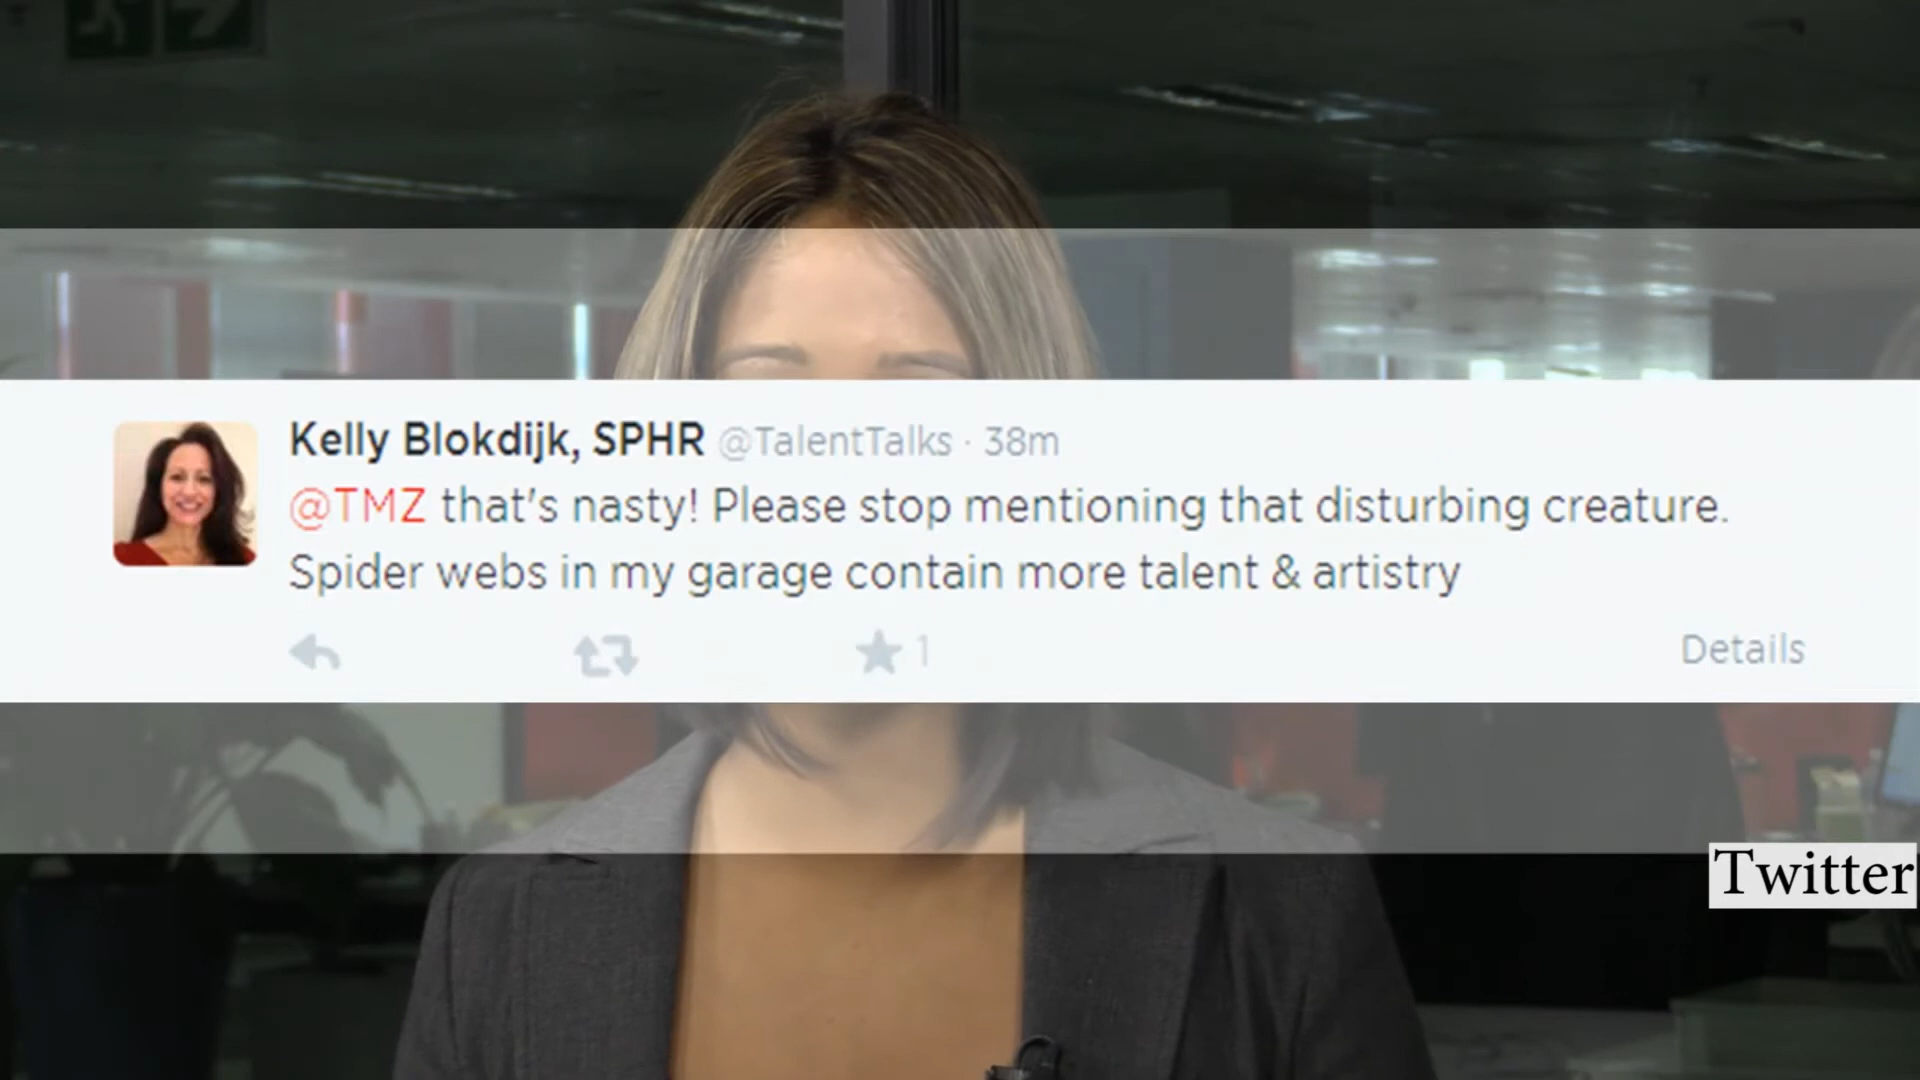 Kelly Blokdijk, SPHR @TalentTalks · 38m
@TMZ that's nasty! Please stop mentioning that disturbing creature.
Spider webs in my garage contain more talent & artistry
1
Details
Twitter